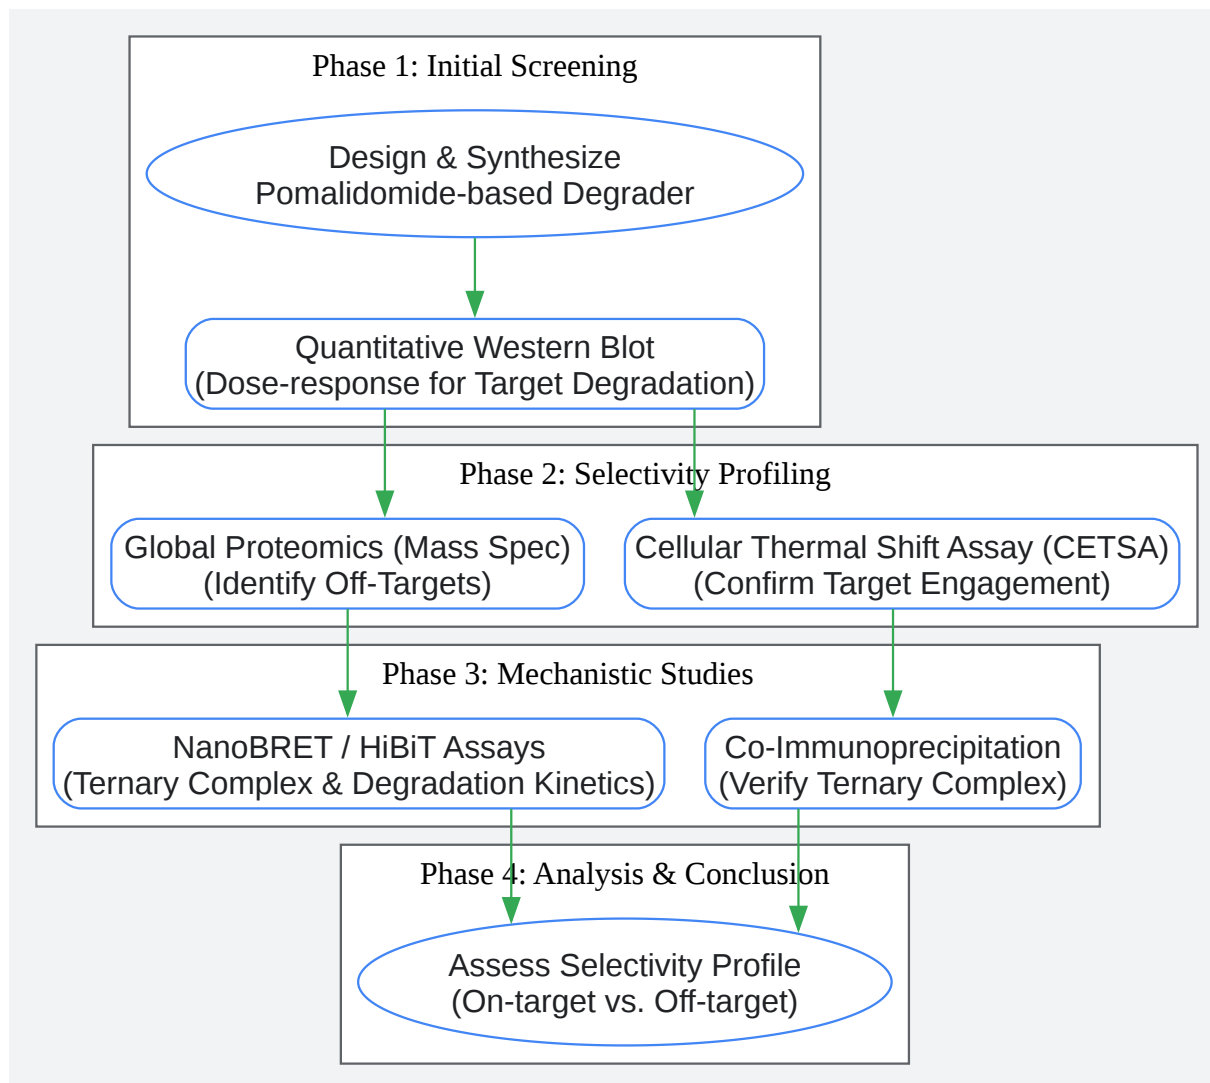 Phase 1: Initial Screening
Design & Synthesize
Pomalidomide-based Degrader
Quantitative Western Blot
(Dose-response for Target Degradation)
Phase 2: Selectivity Profiling
Global Proteomics (Mass Spec)
(Identify Off-Targets)
Cellular Thermal Shift Assay (CETSA)
(Confirm Target Engagement)
Phase 3: Mechanistic Studies
NanoBRET / HiBiT Assays
(Ternary Complex & Degradation Kinetics)
Co-Immunoprecipitation
(Verify Ternary Complex)
Phase 4: Analysis & Conclusion
Assess Selectivity Profile
(On-target vs. Off-target)